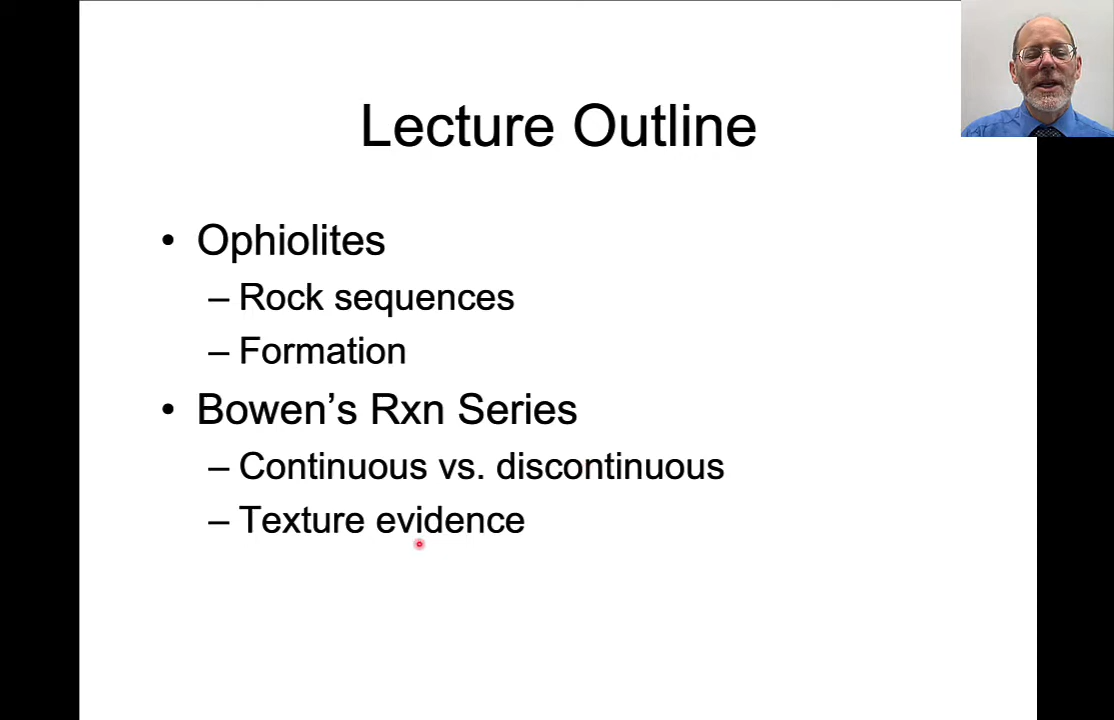 Lecture Outline
• Ophiolites
– Rock sequences
– Formation
• Bowen's Rxn Series
– Continuous vs. discontinuous
– Texture evidence